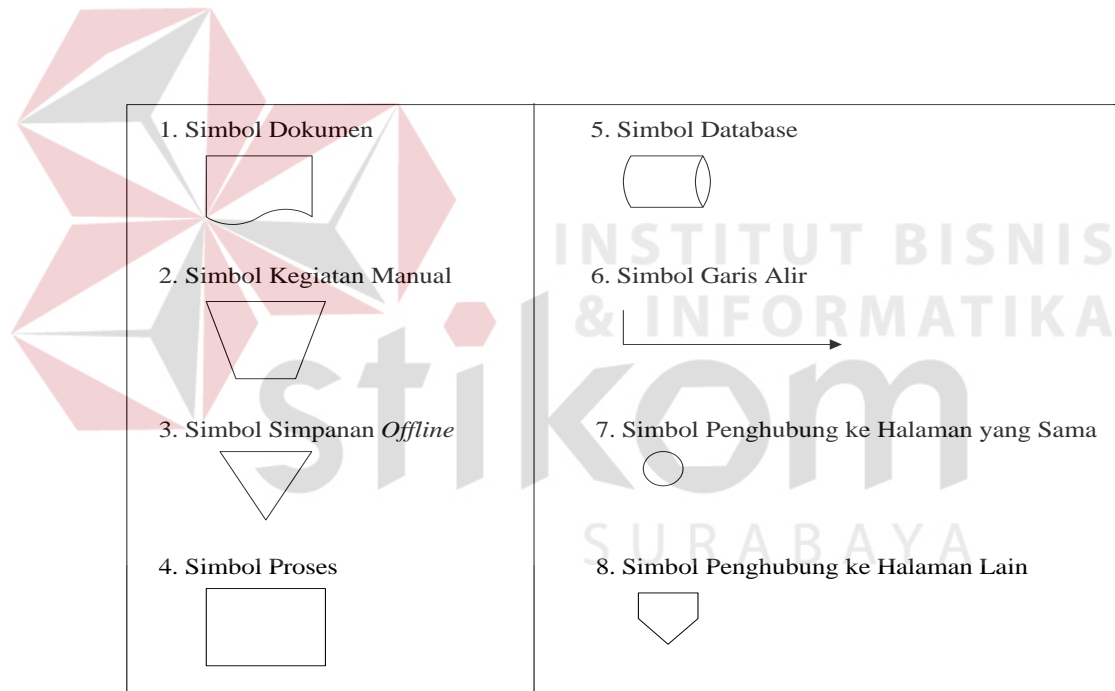 1. Simbol Dokumen
2. Simbol Kegiatan Manual
3. Simbol Simpanan Offline
4. Simbol Proses
5. Simbol Database
6. Simbol Garis Alir
7. Simbol Penghubung ke Halaman yang Sama
8. Simbol Penghubung ke Halaman Lain
INSTITUT BISNIS
& INFORMATIKA
stikom
SURABAYA